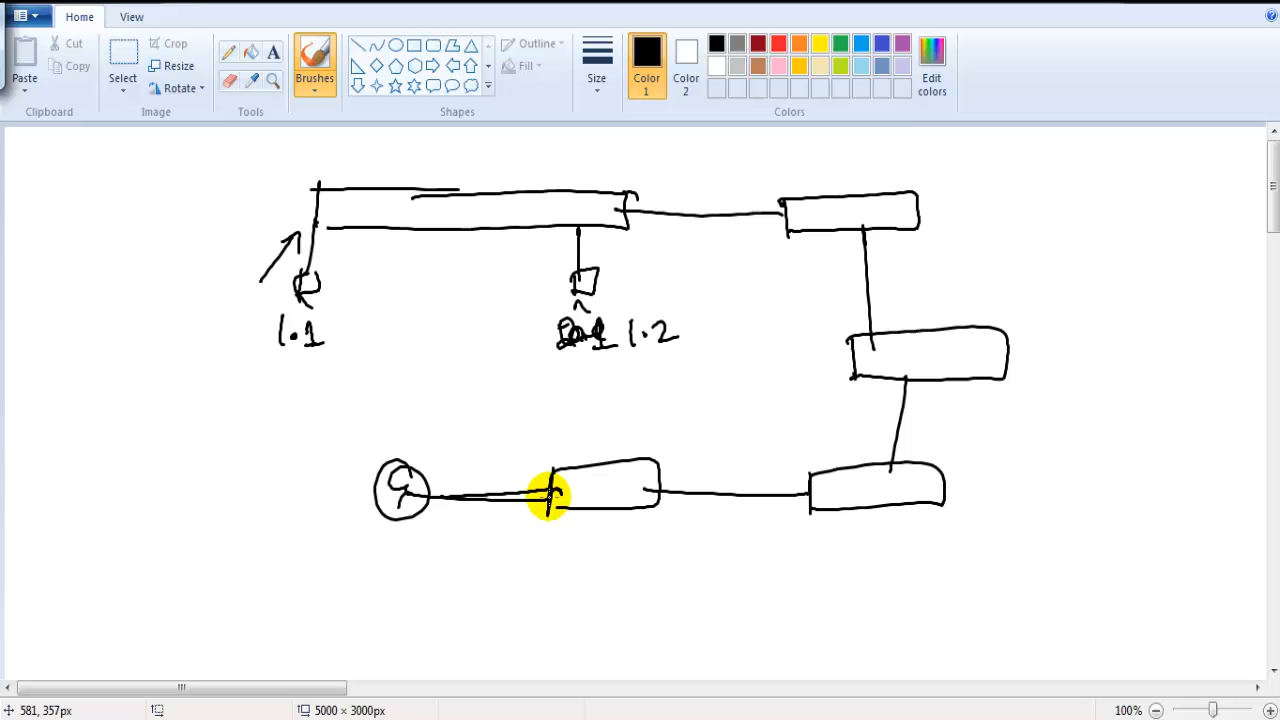 Home
View
Paste
Cut
Copy
Clipboard
Select
Crop
Resize
Rotate
Image
Tools
Brushes
Shapes
Outline
Fill
Size
Color 1
Color 2
Edit colors
Colors
1.1
1.2
581, 357px
5000 × 3000px
100%